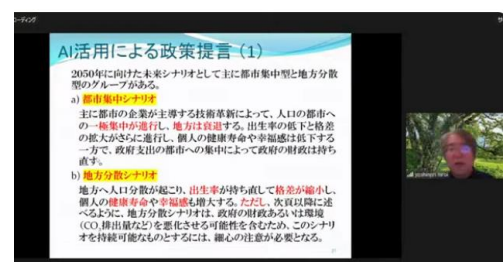 AI活用による政策提言（1）
2050年に向けた未来シナリオとして主に都市集中型と地方分散
型のグループがある。
a) 都市集中シナリオ
主に都市の企業が主導する技術革新によって、人口の都市へ
の一極集中が進行し、地方は衰退する。出生率の低下と格差
の拡大がさらに進行し、個人の健康寿命や幸福感は低下する
一方で、政府支出の都市への集中によって政府の財政は持ち
直す。
b) 地方分散シナリオ
地方へ人口分散が起こり、出生率が持ち直して格差が縮小し、
個人の健康寿命や幸福感も増大する。ただし、次頁以降に述
べるように、地方分散シナリオは、政府の財政あるいは環境
（CO₂排出量など）を悪化させる可能性を含むため、このシナリ
オを持続可能なものとするには、細心の注意が必要となる。